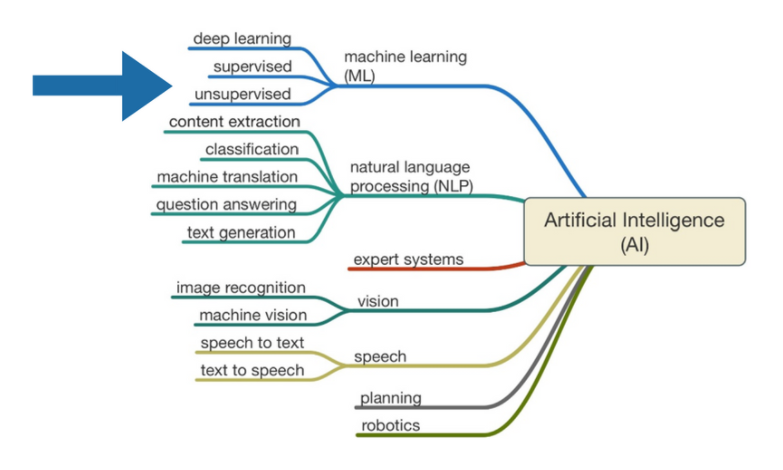 deep learning
supervised
unsupervised
machine learning
(ML)
content extraction
classification
machine translation
question answering
text generation
natural language
processing (NLP)
expert systems
image recognition
machine vision
vision
speech to text
text to speech
speech
planning
robotics
Artificial Intelligence
(AI)